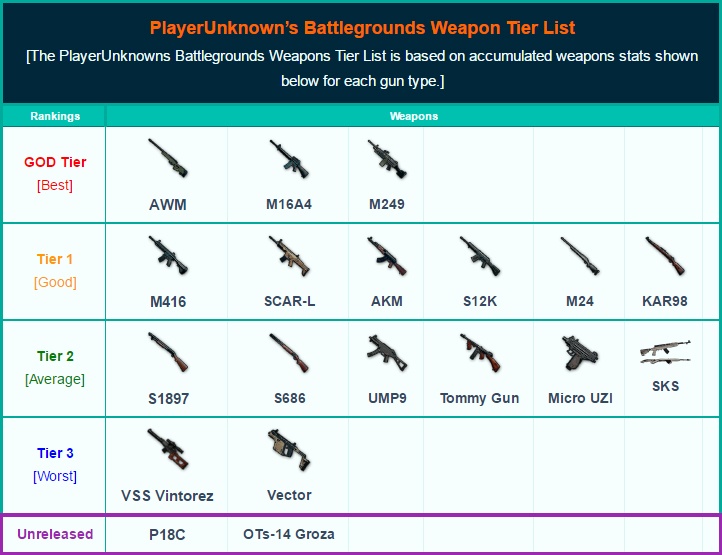 PlayerUnknown’s Battlegrounds Weapon Tier List
[The PlayerUnknowns Battlegrounds Weapons Tier List is based on accumulated weapons stats shown
below for each gun type.]
Rankings Weapons
GOD Tier
[Best]
AWM M16A4 M249
Tier 1
[Good]
M416 SCAR-L AKM S12K M24 KAR98
Tier 2
[Average]
S1897 S686 UMP9 Tommy Gun Micro UZI SKS
Tier 3
[Worst]
VSS Vintorez Vector
Unreleased P18C OTs-14 Groza